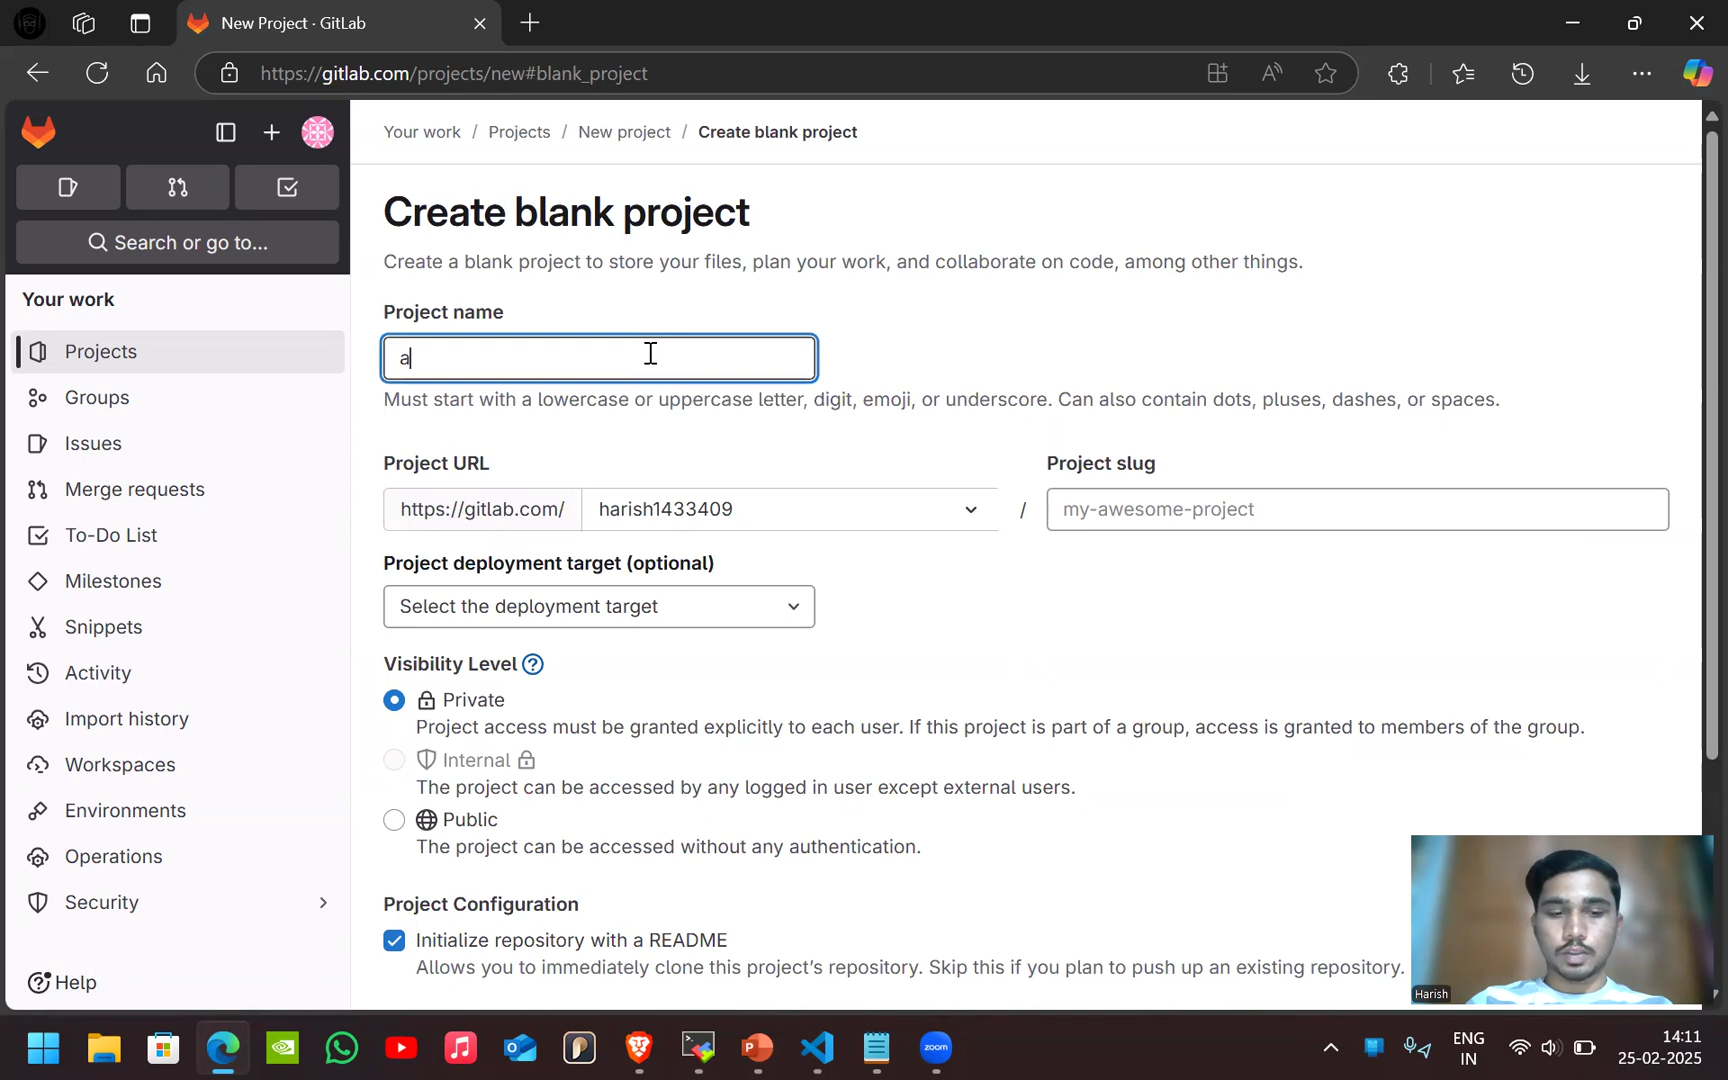 New Project · GitLab
https://gitlab.com/projects/new#blank_project
Your work / Projects / New project / Create blank project
Search or go to...
Your work
Projects
Groups
Issues
Merge requests
To-Do List
Milestones
Snippets
Activity
Import history
Workspaces
Environments
Operations
Security
Help
Create blank project
Create a blank project to store your files, plan your work, and collaborate on code, among other things.
Project name
a
Must start with a lowercase or uppercase letter, digit, emoji, or underscore. Can also contain dots, pluses, dashes, or spaces.
Project URL
Project slug
https://gitlab.com/ harish1433409 / my-awesome-project
Project deployment target (optional)
Select the deployment target
Visibility Level
Private
Project access must be granted explicitly to each user. If this project is part of a group, access is granted to members of the group.
Internal
The project can be accessed by any logged in user except external users.
Public
The project can be accessed without any authentication.
Project Configuration
Initialize repository with a README
Allows you to immediately clone this project's repository. Skip this if you plan to push up an existing repository.
Harish
zoom
ENG
IN
14:11
25-02-2025